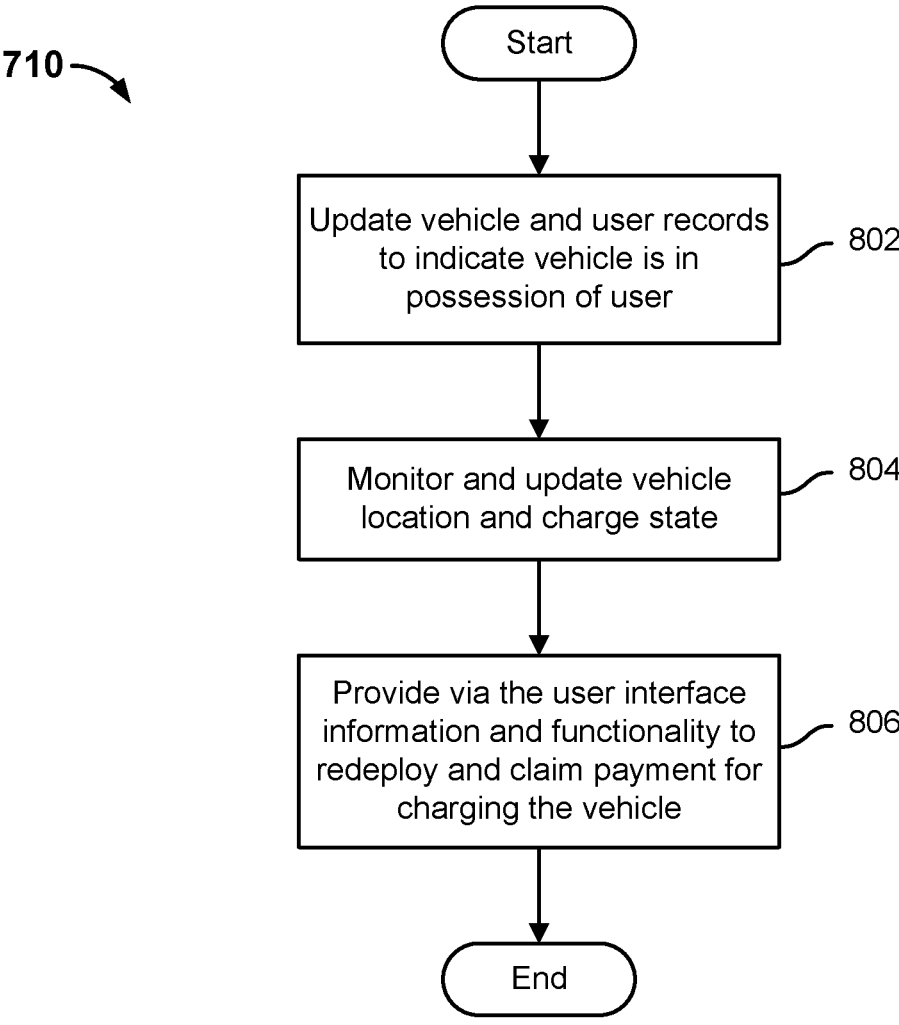 Start
710
Update vehicle and user records
to indicate vehicle is in
possession of user
802
Monitor and update vehicle
location and charge state
804
Provide via the user interface
information and functionality to
redeploy and claim payment for
charging the vehicle
806
End